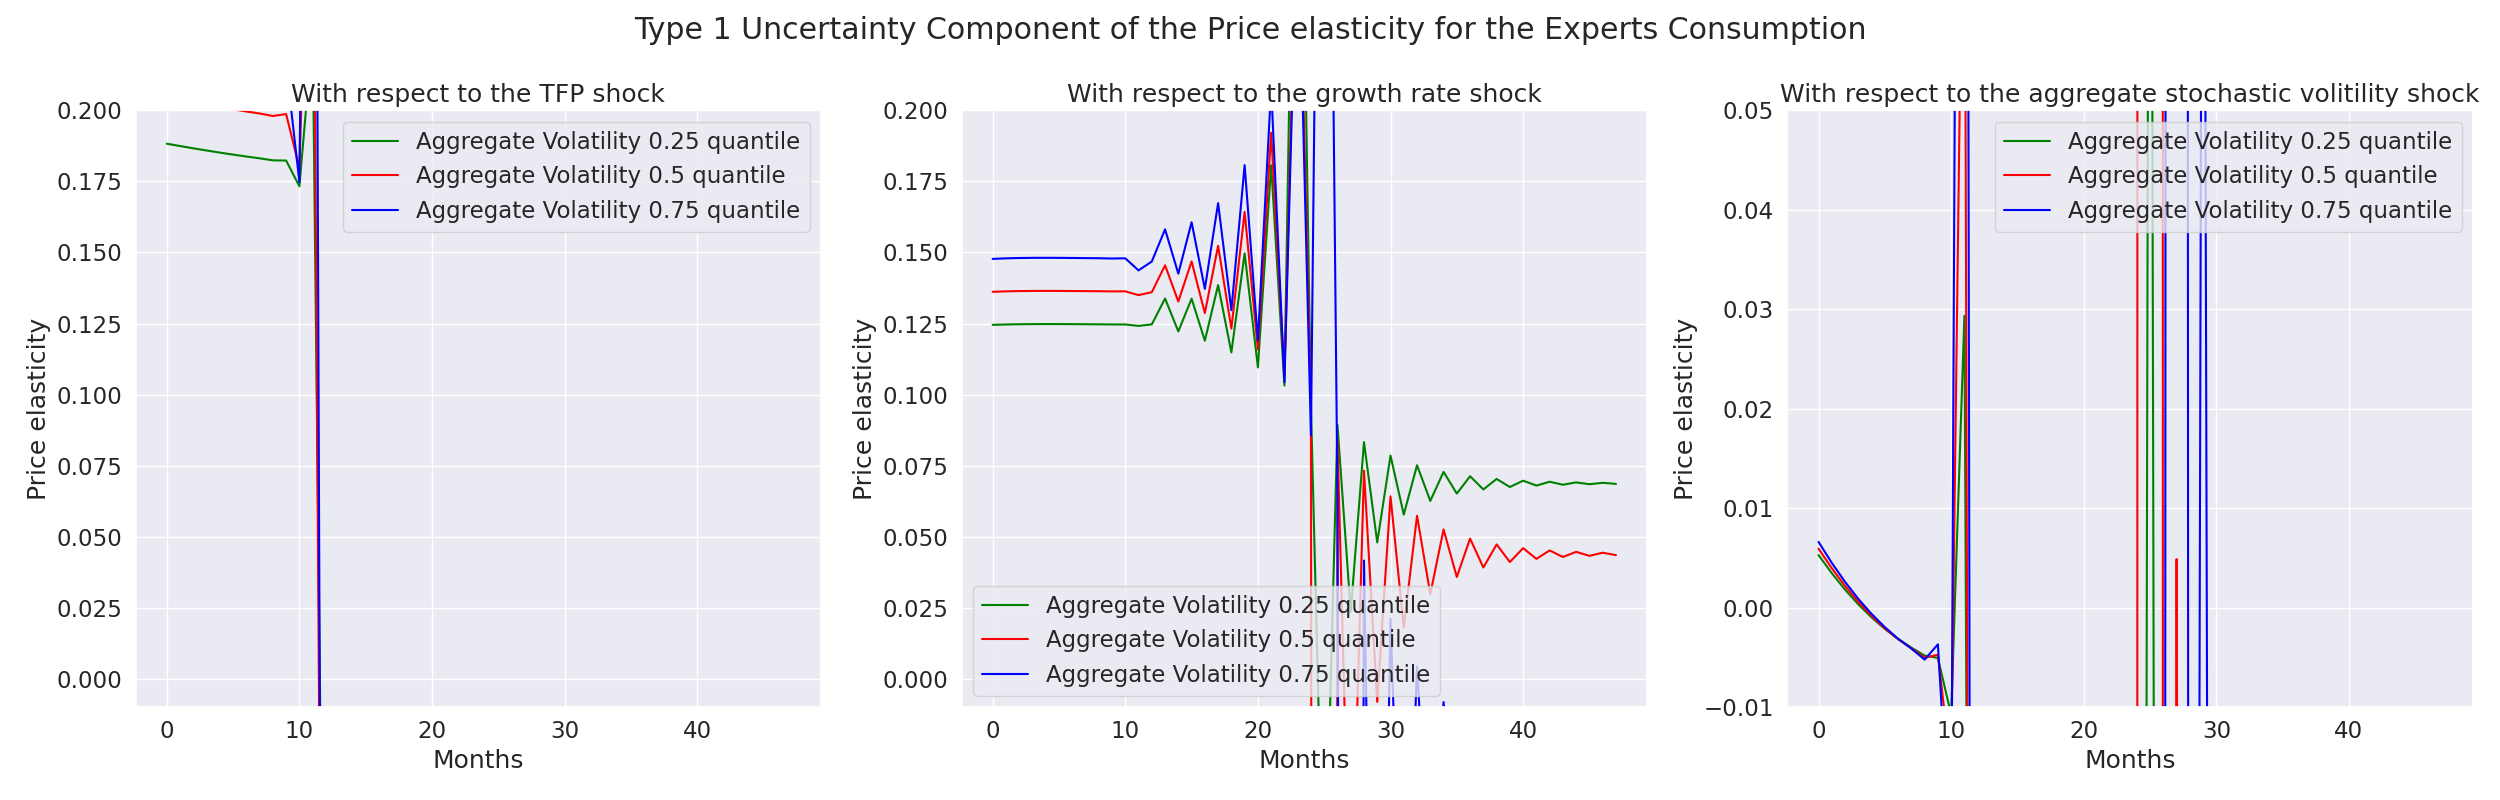 Type 1 Uncertainty Component of the Price elasticity for the Experts Consumption
With respect to the TFP shock
Price elasticity
0.200
0.175
0.150
0.125
0.100
0.075
0.050
0.025
0.000
Aggregate Volatility 0.25 quantile
Aggregate Volatility 0.5 quantile
Aggregate Volatility 0.75 quantile
0 10 20 30 40
Months
With respect to the growth rate shock
Price elasticity
0.200
0.175
0.150
0.125
0.100
0.075
0.050
0.025
0.000
Aggregate Volatility 0.25 quantile
Aggregate Volatility 0.5 quantile
Aggregate Volatility 0.75 quantile
0 10 20 30 40
Months
With respect to the aggregate stochastic volitility shock
Price elasticity
0.05
0.04
0.03
0.02
0.01
0.00
−0.01
Aggregate Volatility 0.25 quantile
Aggregate Volatility 0.5 quantile
Aggregate Volatility 0.75 quantile
0 10 20 30 40
Months